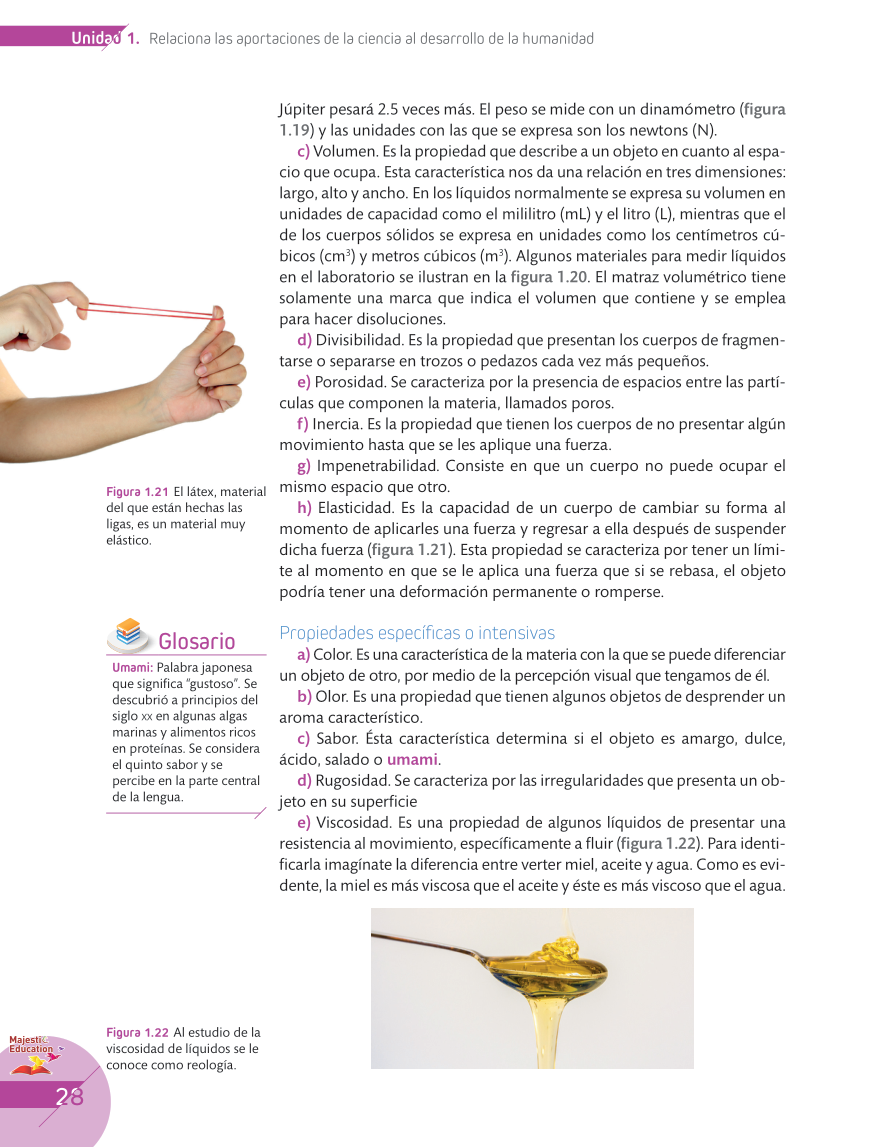 Unidad 1. Relaciona las aportaciones de la ciencia al desarrollo de la humanidad
Júpiter pesará 2.5 veces más. El peso se mide con un dinamómetro (figura
1.19) y las unidades con las que se expresa son los newtons (N).
c) Volumen. Es la propiedad que describe a un objeto en cuanto al espa-
cio que ocupa. Esta característica nos da una relación en tres dimensiones:
largo, alto y ancho. En los líquidos normalmente se expresa su volumen en
unidades de capacidad como el mililitro (mL) y el litro (L), mientras que el
de los cuerpos sólidos se expresa en unidades como los centímetros cú-
bicos (cm³) y metros cúbicos (m³). Algunos materiales para medir líquidos
en el laboratorio se ilustran en la figura 1.20. El matraz volumétrico tiene
solamente una marca que indica el volumen que contiene y se emplea
para hacer disoluciones.
d) Divisibilidad. Es la propiedad que presentan los cuerpos de fragmen-
tarse o separarse en trozos o pedazos cada vez más pequeños.
e) Porosidad. Se caracteriza por la presencia de espacios entre las partí-
culas que componen la materia, llamados poros.
f) Inercia. Es la propiedad que tienen los cuerpos de no presentar algún
movimiento hasta que se les aplique una fuerza.
g) Impenetrabilidad. Consiste en que un cuerpo no puede ocupar el
mismo espacio que otro.
h) Elasticidad. Es la capacidad de un cuerpo de cambiar su forma al
momento de aplicarles una fuerza y regresar a ella después de suspender
dicha fuerza (figura 1.21). Esta propiedad se caracteriza por tener un lími-
te al momento en que se le aplica una fuerza que si se rebasa, el objeto
podría tener una deformación permanente o romperse.
Figura 1.21 El látex, material
del que están hechas las
ligas, es un material muy
elástico.
Propiedades específicas o intensivas
a) Color. Es una característica de la materia con la que se puede diferenciar
un objeto de otro, por medio de la percepción visual que tengamos de él.
b) Olor. Es una propiedad que tienen algunos objetos de desprender un
aroma característico.
c) Sabor. Ésta característica determina si el objeto es amargo, dulce,
ácido, salado o umami.
d) Rugosidad. Se caracteriza por las irregularidades que presenta un ob-
jeto en su superficie
e) Viscosidad. Es una propiedad de algunos líquidos de presentar una
resistencia al movimiento, específicamente a fluir (figura 1.22). Para identi-
ficarla imagínate la diferencia entre verter miel, aceite y agua. Como es evi-
dente, la miel es más viscosa que el aceite y éste es más viscoso que el agua.
Glosario
Umami: Palabra japonesa
que significa "gustoso". Se
descubrió a principios del
siglo XX en algunas algas
marinas y alimentos ricos
en proteínas. Se considera
el quinto sabor y se
percibe en la parte central
de la lengua.
Figura 1.22 Al estudio de la
viscosidad de líquidos se le
conoce como reología.
Majestic
Education
28